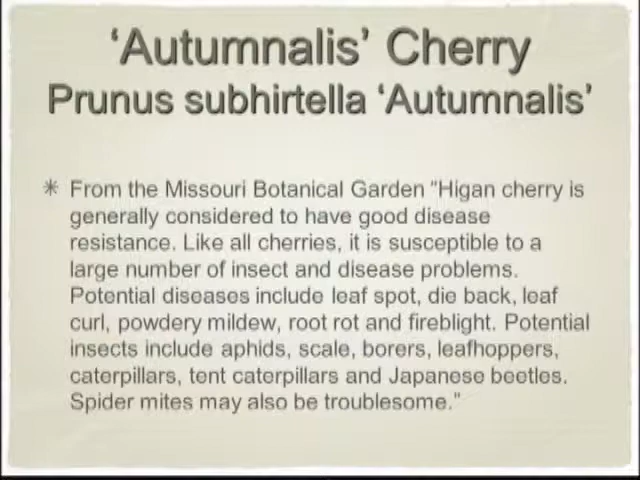 ‘Autumnalis’ Cherry
Prunus subhirtella ‘Autumnalis’
✳ From the Missouri Botanical Garden "Higan cherry is
generally considered to have good disease
resistance. Like all cherries, it is susceptible to a
large number of insect and disease problems.
Potential diseases include leaf spot, die back, leaf
curl, powdery mildew, root rot and fireblight. Potential
insects include aphids, scale, borers, leafhoppers,
caterpillars, tent caterpillars and Japanese beetles.
Spider mites may also be troublesome."